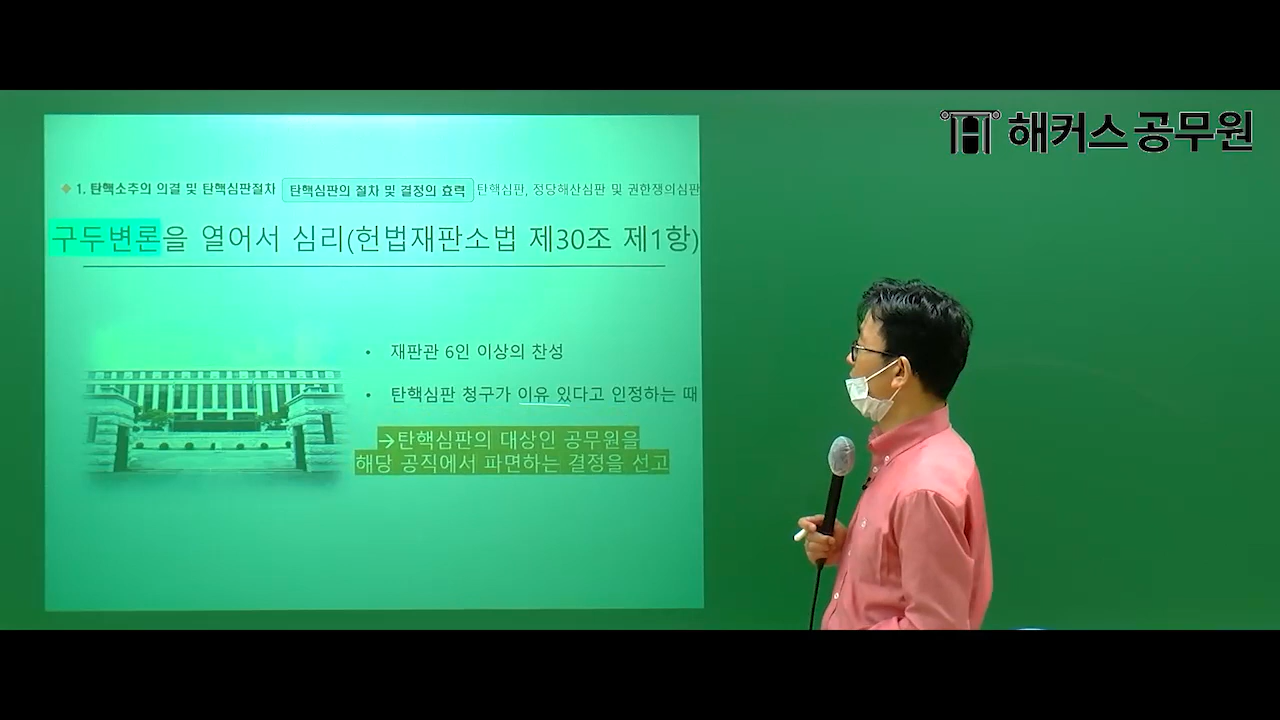 해커스 공무원
❖ 1. 탄핵소추의 의결 및 탄핵심판절차 탄핵심판의 절차 및 결정의 효력 탄핵심판, 정당해산심판 및 권한쟁의심판
구두변론을 열어서 심리(헌법재판소법 제30조 제1항)
• 재판관 6인 이상의 찬성
• 탄핵심판 청구가 이유 있다고 인정하는 때
→탄핵심판의 대상인 공무원을
해당 공직에서 파면하는 결정을 선고